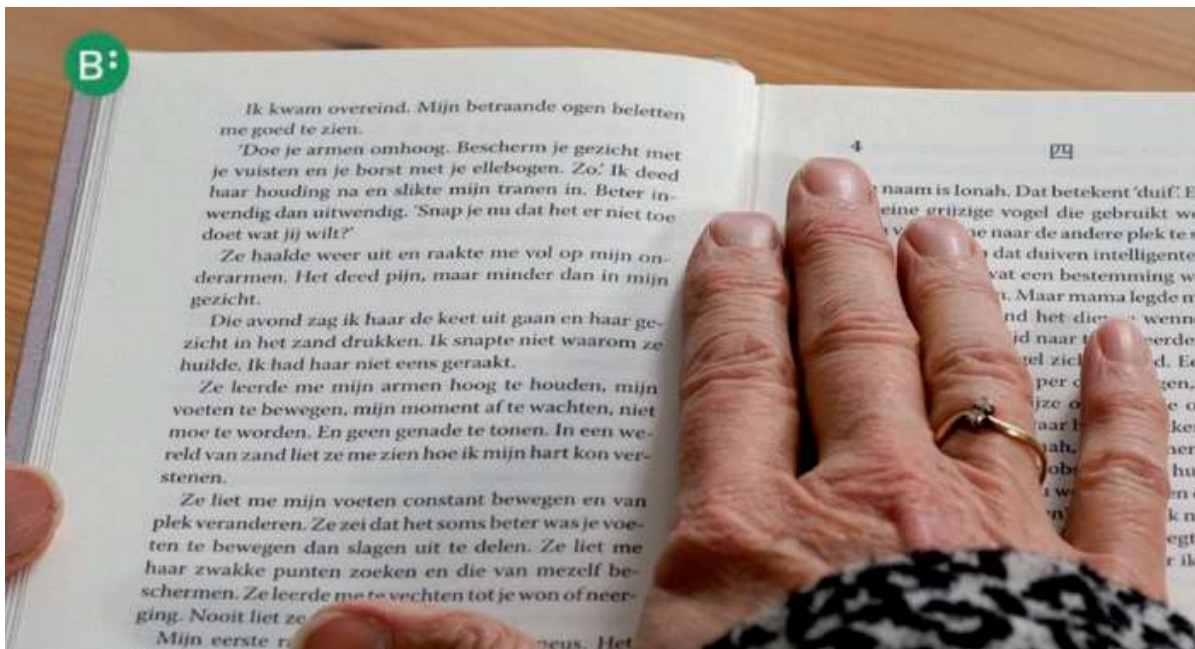 B:
Ik kwam overeind. Mijn betraande ogen beletten
me goed te zien.
'Doe je armen omhoog. Bescherm je gezicht met
je vuisten en je borst met je ellebogen. Zo.' Ik deed
haar houding na en slikte mijn tranen in. Beter in-
wendig dan uitwendig. 'Snap je nu dat het er niet toe
doet wat jij wilt?'
Ze haalde weer uit en raakte me vol op mijn on-
derarmen. Het deed pijn, maar minder dan in mijn
gezicht.
Die avond zag ik haar de keet uit gaan en haar ge-
zicht in het zand drukken. Ik snapte niet waarom ze
huilde. Ik had haar niet eens geraakt.
Ze leerde me mijn armen hoog te houden, mijn
voeten te bewegen, mijn moment af te wachten, niet
moe te worden. En geen genade te tonen. In een we-
reld van zand liet ze me zien hoe ik mijn hart kon ver-
stenen.
Ze liet me mijn voeten constant bewegen en van
plek veranderen. Ze zei dat het soms beter was je voe-
ten te bewegen dan slagen uit te delen. Ze liet me
haar zwakke punten zoeken en die van mezelf be-
schermen. Ze leerde me te vechten tot je won of neer-
ging. Nooit liet ze
Mijn eerste Het
4 四
naam is Ionah. Dat betekent 'duif'.
grijzige vogel die gebruikt
naar de andere plek te
dat duiven intelligente
een bestemming
Maar mama legde
het
naar
per